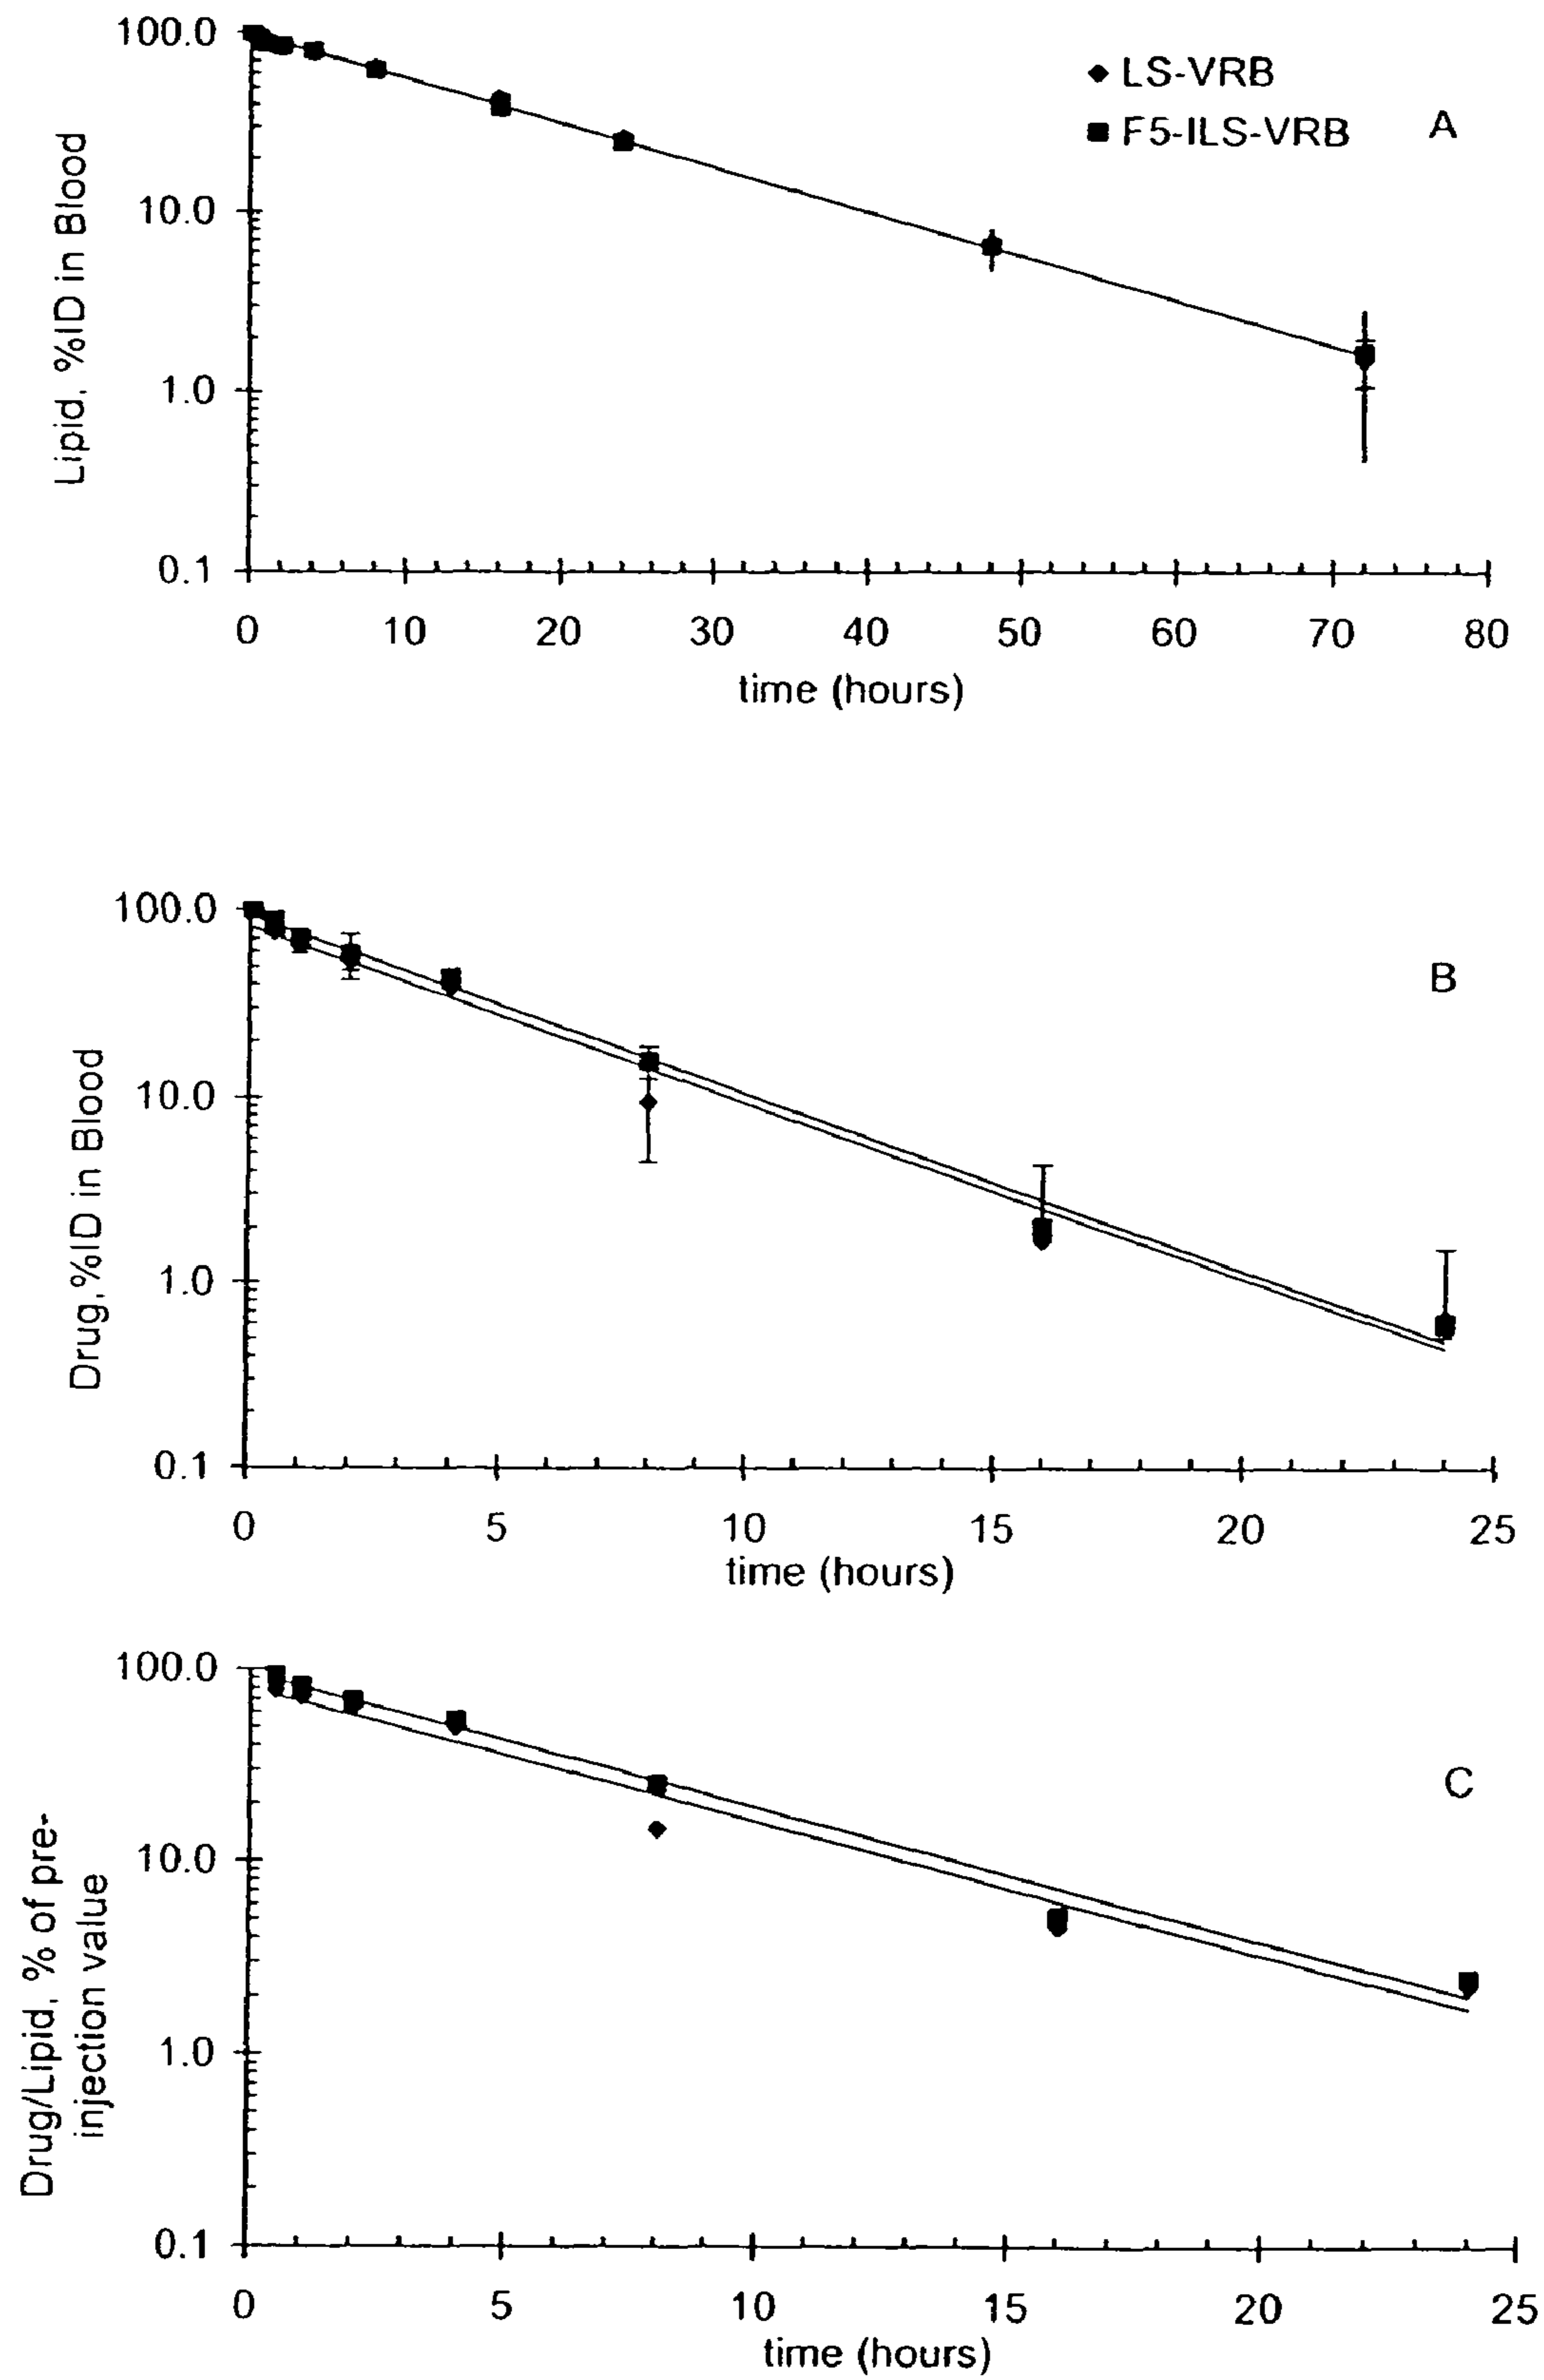 100.0
LS-VRB
F5-ILS-VRB
A
10.0
1.0
0.1
Lipid, %ID in Blood
0 10 20 30 40 50 60 70 80
time (hours)
100.0
B
10.0
1.0
0.1
Drug,%ID in Blood
0 5 10 15 20 25
time (hours)
100.0
C
10.0
1.0
0.1
Drug/Lipid, % of pre-
injection value
0 5 10 15 20 25
time (hours)